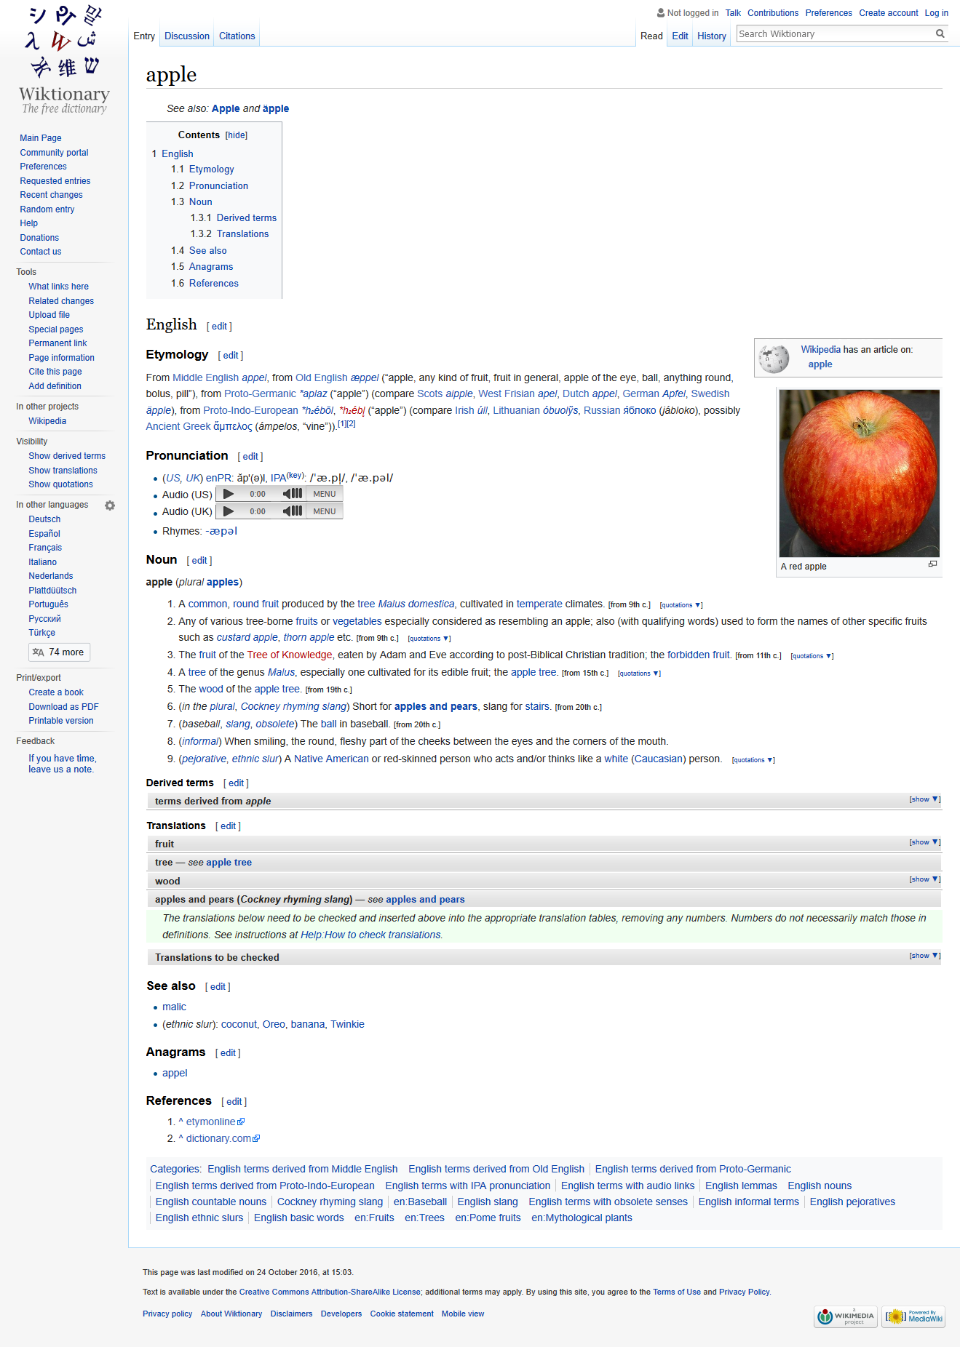 Not logged in Talk Contributions Preferences Create account Log in
Entry Discussion Citations Read Edit History Search Wiktionary
Wiktionary
The free dictionary
Main Page
Community portal
Preferences
Requested entries
Recent changes
Random entry
Help
Donations
Contact us
Tools
What links here
Related changes
Upload file
Special pages
Permanent link
Page information
Cite this page
Add definition
In other projects
Wikipedia
Visibility
Show derived terms
Show translations
Show quotations
In other languages
Deutsch
Español
Français
Italiano
Nederlands
Plattdüütsch
Português
Русский
Türkçe
74 more
Print/export
Create a book
Download as PDF
Printable version
Feedback
If you have time,
leave us a note.
apple
See also: Apple and äpple
Contents [hide]
1 English
1.1 Etymology
1.2 Pronunciation
1.3 Noun
1.3.1 Derived terms
1.3.2 Translations
1.4 See also
1.5 Anagrams
1.6 References
English [ edit ]
Wikipedia has an article on:
apple
A red apple
Etymology [ edit ]
From Middle English appel, from Old English æppel (“apple, any kind of fruit, fruit in general, apple of the eye, ball, anything round,
bolus, pill”), from Proto-Germanic *aplaz (“apple”) (compare Scots aipple, West Frisian apel, Dutch appel, German Apfel, Swedish
äpple), from Proto-Indo-European *h₂ébōl, *h₂ébl̥ (“apple”) (compare Irish úll, Lithuanian óbuolỹs, Russian я́блоко (jábloko), possibly
Ancient Greek ἄμπελος (ámpelos, “vine”)).[1][2]
Pronunciation [ edit ]
(US, UK) enPR: ăp'(ə)l, IPA(key): /ˈæ.pl̩/, /ˈæ.pəl/
Audio (US) 0:00 MENU
Audio (UK) 0:00 MENU
Rhymes: -æpəl
Noun [ edit ]
apple (plural apples)
1. A common, round fruit produced by the tree Malus domestica, cultivated in temperate climates. [from 9th c.] [quotations ▼]
2. Any of various tree-borne fruits or vegetables especially considered as resembling an apple; also (with qualifying words) used to form the names of other specific fruits
such as custard apple, thorn apple etc. [from 9th c.] [quotations ▼]
3. The fruit of the Tree of Knowledge, eaten by Adam and Eve according to post-Biblical Christian tradition; the forbidden fruit. [from 11th c.] [quotations ▼]
4. A tree of the genus Malus, especially one cultivated for its edible fruit; the apple tree. [from 15th c.] [quotations ▼]
5. The wood of the apple tree. [from 19th c.]
6. (in the plural, Cockney rhyming slang) Short for apples and pears, slang for stairs. [from 20th c.]
7. (baseball, slang, obsolete) The ball in baseball. [from 20th c.]
8. (informal) When smiling, the round, fleshy part of the cheeks between the eyes and the corners of the mouth.
9. (pejorative, ethnic slur) A Native American or red-skinned person who acts and/or thinks like a white (Caucasian) person. [quotations ▼]
Derived terms [ edit ]
terms derived from apple [show ▼]
Translations [ edit ]
fruit [show ▼]
tree — see apple tree
wood [show ▼]
apples and pears (Cockney rhyming slang) — see apples and pears
The translations below need to be checked and inserted above into the appropriate translation tables, removing any numbers. Numbers do not necessarily match those in
definitions. See instructions at Help:How to check translations.
Translations to be checked [show ▼]
See also [ edit ]
malic
(ethnic slur): coconut, Oreo, banana, Twinkie
Anagrams [ edit ]
appel
References [ edit ]
1. ^ etymonline
2. ^ dictionary.com
Categories: English terms derived from Middle English English terms derived from Old English English terms derived from Proto-Germanic
English terms derived from Proto-Indo-European English terms with IPA pronunciation English terms with audio links English lemmas English nouns
English countable nouns Cockney rhyming slang en:Baseball English slang English terms with obsolete senses English informal terms English pejoratives
English ethnic slurs English basic words en:Fruits en:Trees en:Pome fruits en:Mythological plants
This page was last modified on 24 October 2016, at 15:03.
Text is available under the Creative Commons Attribution-ShareAlike License; additional terms may apply. By using this site, you agree to the Terms of Use and Privacy Policy.
Privacy policy About Wiktionary Disclaimers Developers Cookie statement Mobile view
A WIKIMEDIA project
Powered By MediaWiki